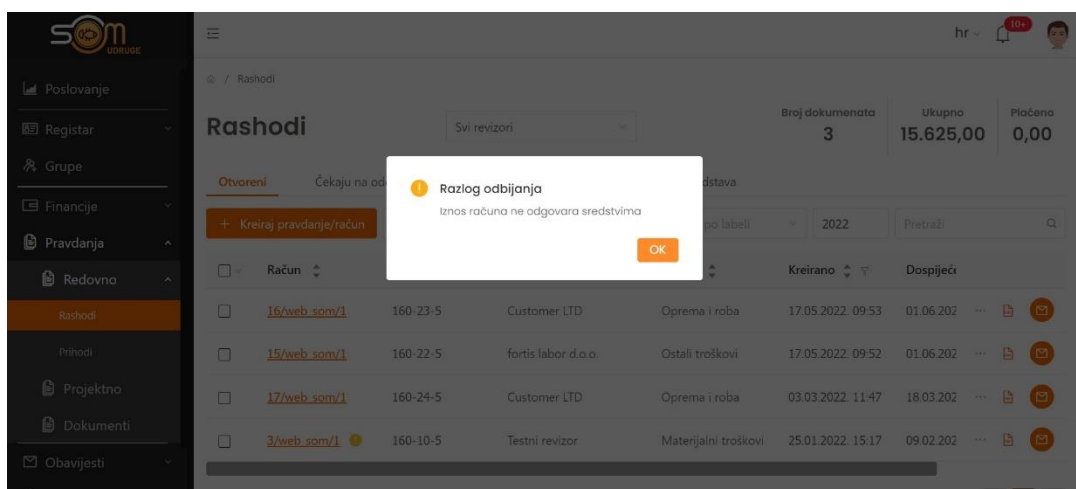 SOM
UDRUGE
hr
10+
Poslovanje
Registar
Grupe
Financije
Pravdanja
Redovno
Rashodi
Prihodi
Projektno
Dokumenti
Obavijesti
/ Rashodi
Rashodi
Svi revizori
Broj dokumenata
3
Ukupno
15.625,00
Plaćeno
0,00
Otvoreni
Čekaju na od
dstava
Razlog odbijanja
Iznos računa ne odgovara sredstvima
OK
+ Kreiraj pravdanje/račun
po labeli
2022
Pretraži
Račun
Kreirano
Dospijeće
16/web som/1 160-23-5 Customer LTD Oprema i roba 17.05.2022. 09:53 01.06.202 ...
15/web som/1 160-22-5 fortis labor d.o.o. Ostali troškovi 17.05.2022. 09:52 01.06.202 ...
17/web som/1 160-24-5 Customer LTD Oprema i roba 03.03.2022. 11:47 18.03.202 ...
3/web som/1 160-10-5 Testni revizor Materijalni troškovi 25.01.2022. 15:17 09.02.202 ...